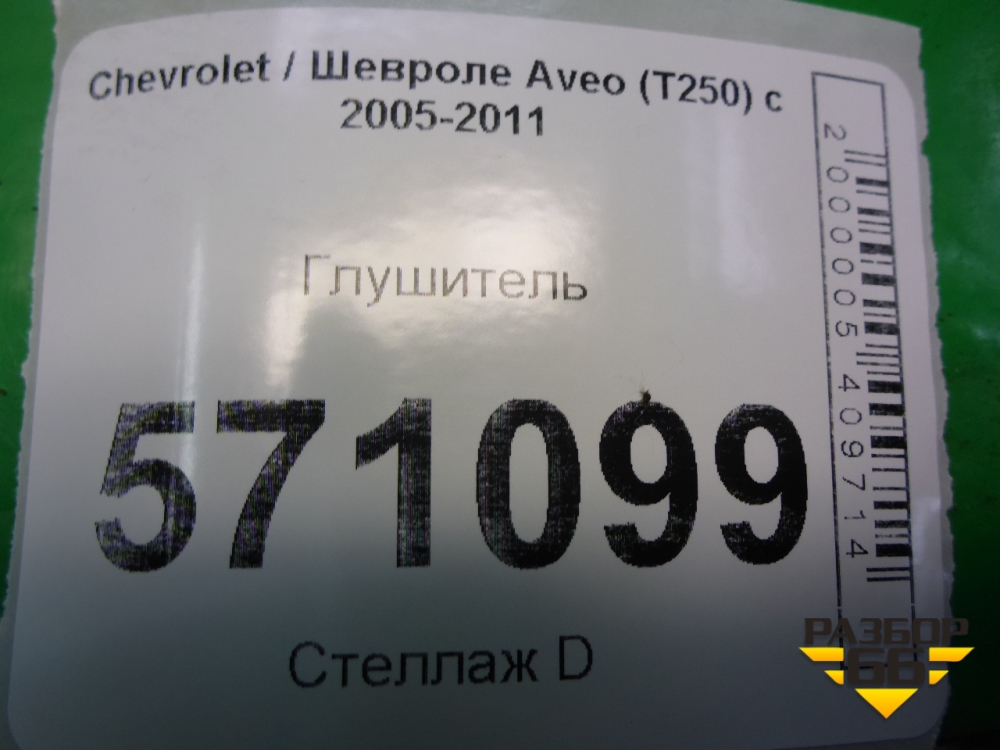 Chevrolet / Шевроле Aveo (T250) с
2005-2011
Глушитель
571099
Стеллаж D
2000005409714
РАЗБОР
66